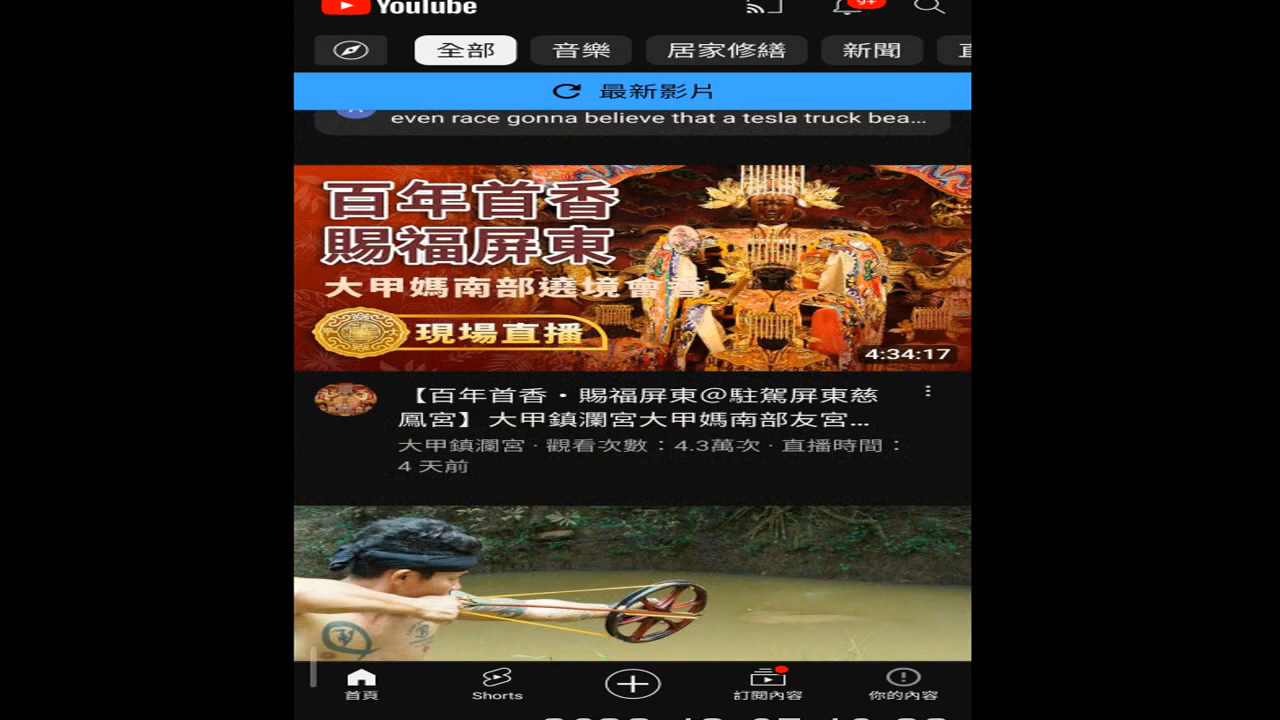 YouTube
9+
全部
音樂
居家修繕
新聞
最新影片
even race gonna believe that a tesla truck bea...
百年首香
賜福屏東
大甲媽南部遶境會香
現場直播
4:34:17
【百年首香·賜福屏東@駐駕屏東慈
鳳宮】 大甲鎮瀾宮大甲媽南部友宮...
大甲鎮瀾宮 · 觀看次數：4.3萬次 · 直播時間：
4 天前
首頁
Shorts
訂閱內容
你的內容